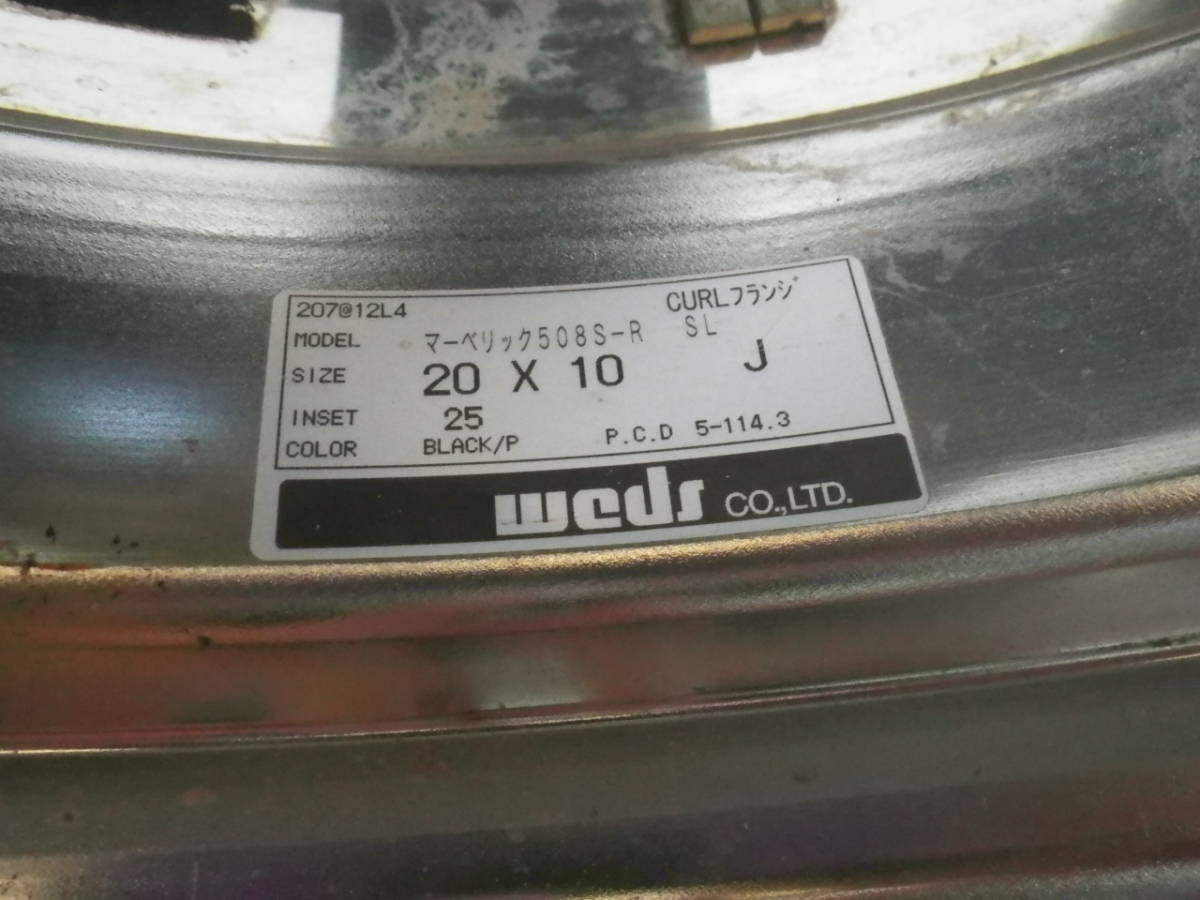 207@12L4
CURLフランジ
MODEL マーベリック508S-R SL
SIZE 20 X 10 J
INSET 25
COLOR BLACK/P P.C.D 5-114.3
weds CO.,LTD.